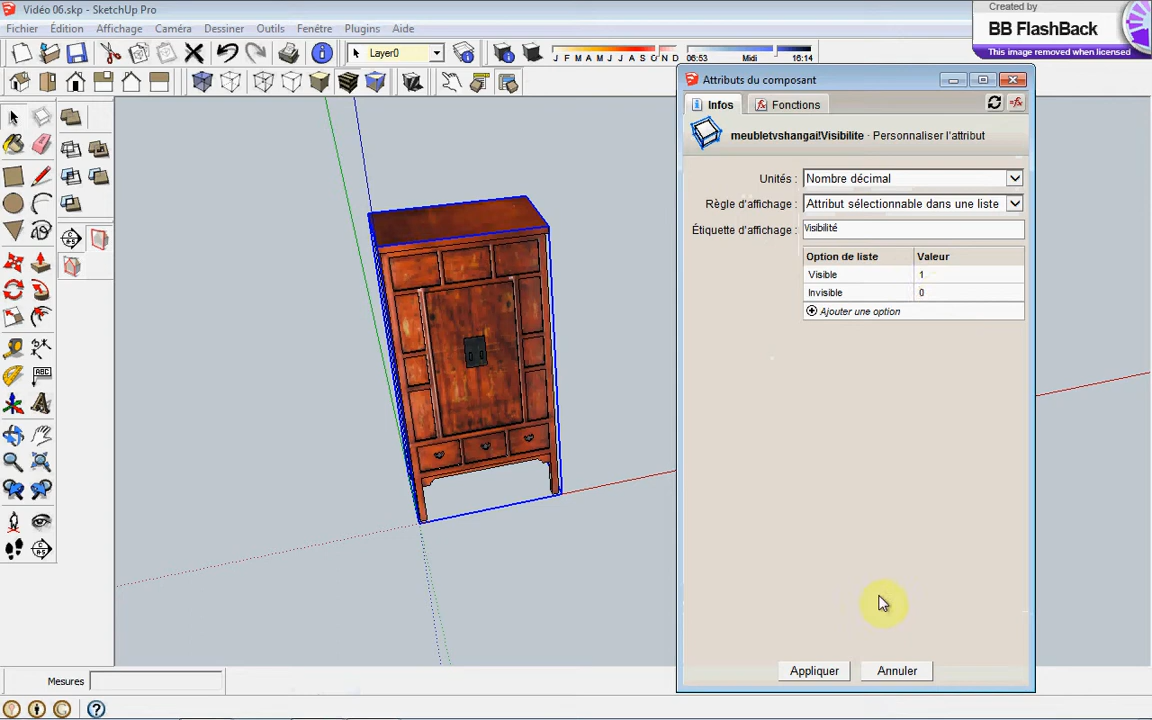 Vidéo 06.skp - SketchUp Pro
Created by
BB FlashBack
This image removed when licensed
Fichier Édition Affichage Caméra Dessiner Outils Fenêtre Plugins Aide
Layer0
J F M A M J J A S O N D
06:53 Midi 16:14
Attributs du composant
Infos Fonctions
meubletvshangai!Visibilite - Personnaliser l'attribut
Unités : Nombre décimal
Règle d'affichage : Attribut sélectionnable dans une liste
Étiquette d'affichage : Visibilité
Option de liste Valeur
Visible 1
Invisible 0
Ajouter une option
ABC
Appliquer Annuler
Mesures